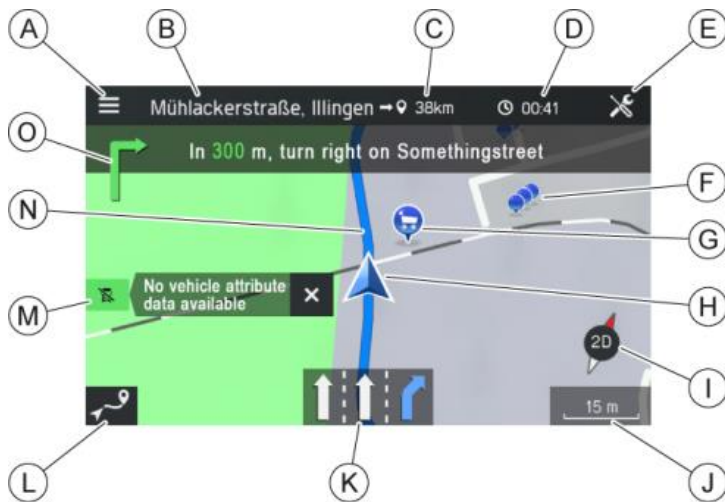 A B C D E
Mühlackerstraße, Illingen 38km 00:41
O
In 300 m, turn right on Somethingstreet
F
N
G
No vehicle attribute
data available
H
M
2D
I
15 m
L K J